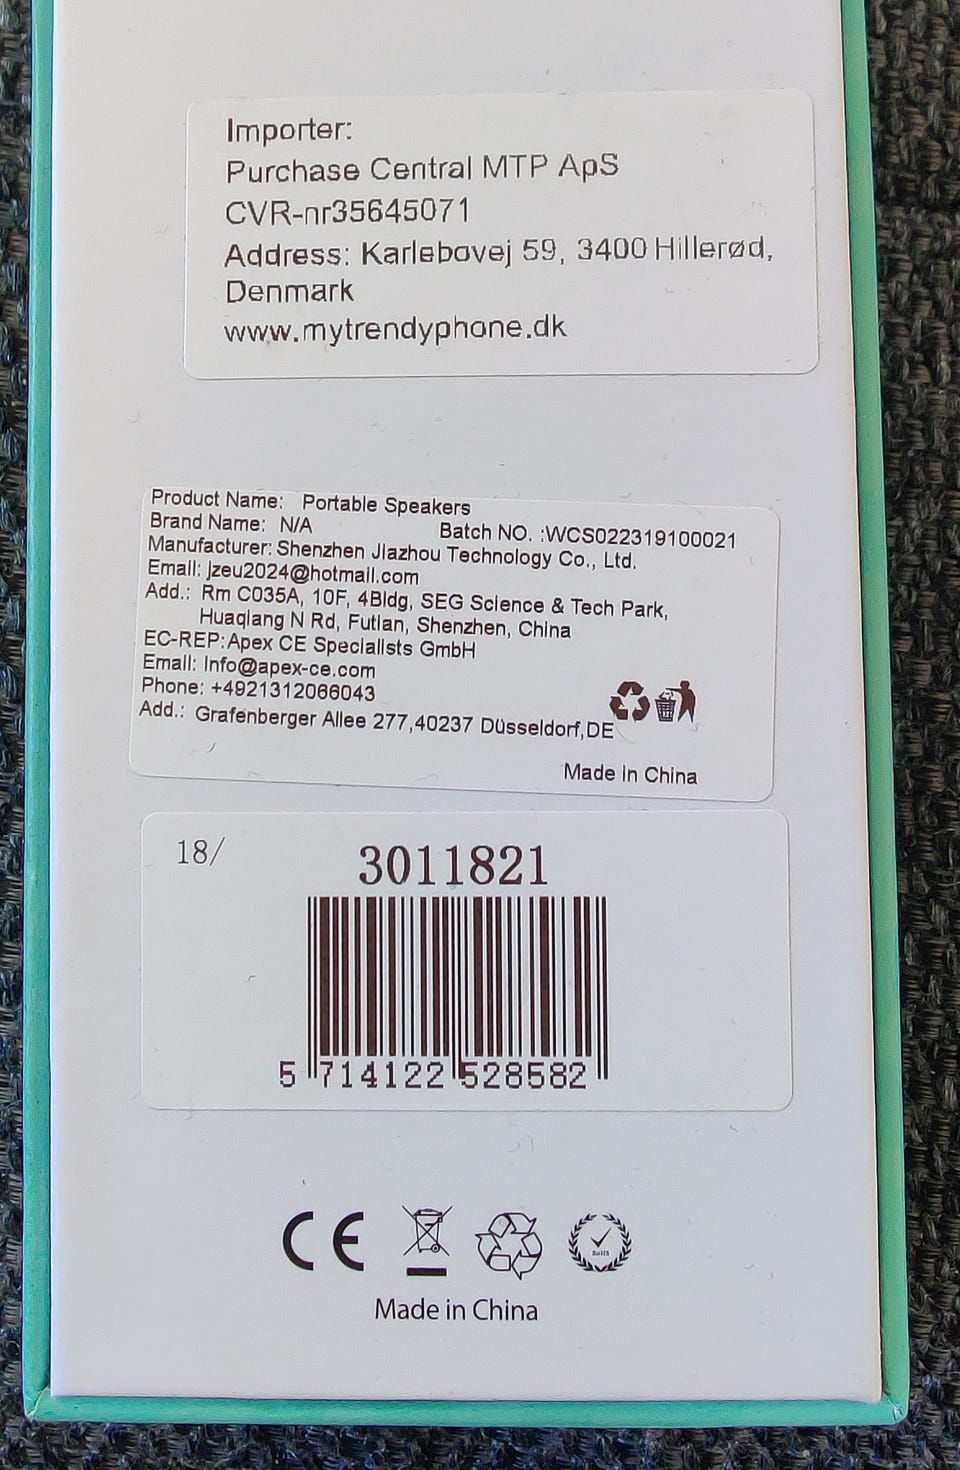 Importer:
Purchase Central MTP ApS
CVR-nr35645071
Address: Karlebovej 59, 3400 Hillerød,
Denmark
www.mytrendyphone.dk
Product Name: Portable Speakers
Brand Name: N/A Batch NO. :WCS022319100021
Manufacturer: Shenzhen Jiazhou Technology Co., Ltd.
Email: jzeu2024@hotmail.com
Add.: Rm C035A, 10F, 4Bldg, SEG Science & Tech Park,
Huaqiang N Rd, Futian, Shenzhen, China
EC-REP:Apex CE Specialists GmbH
Email: Info@apex-ce.com
Phone: +4921312066043
Add.: Grafenberger Allee 277,40237 Düsseldorf,DE
Made in China
18/
3011821
5 714122 528582
CE
RoHS
Made in China